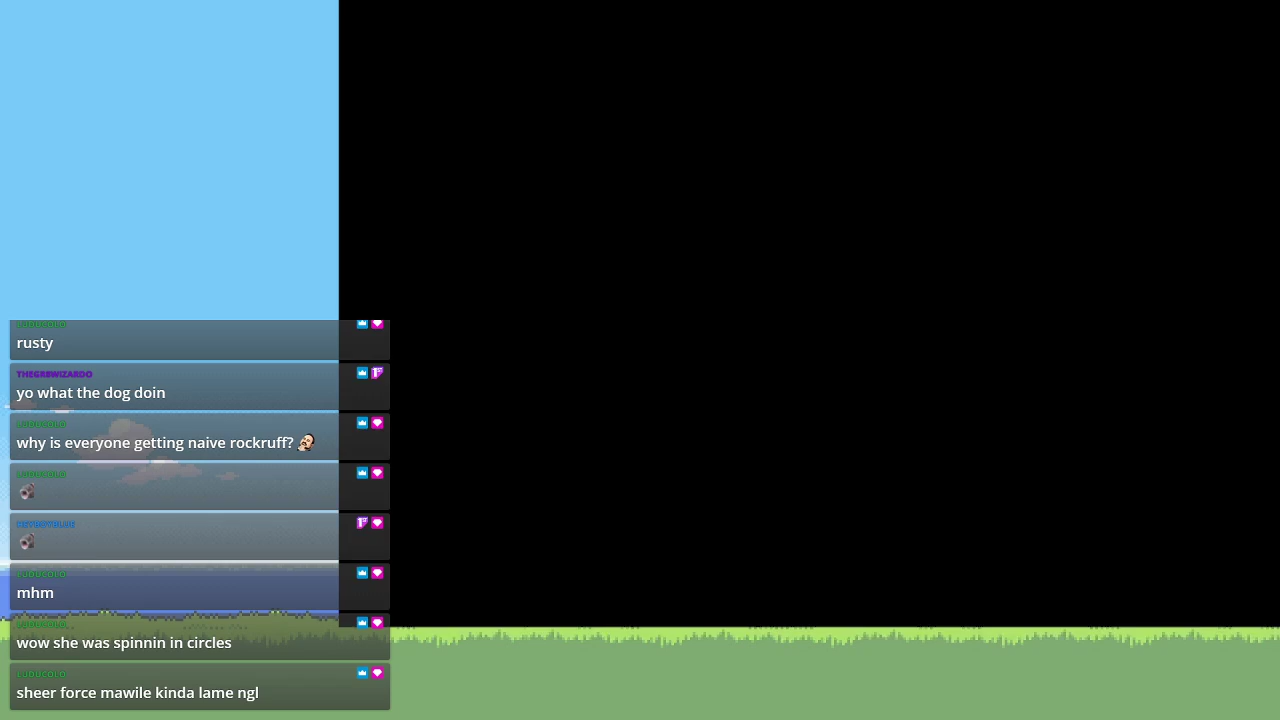 rusty
THEGR8WIZARDO
yo what the dog doin
why is everyone getting naive rockruff?
mhm
wow she was spinnin in circles
sheer force mawile kinda lame ngl